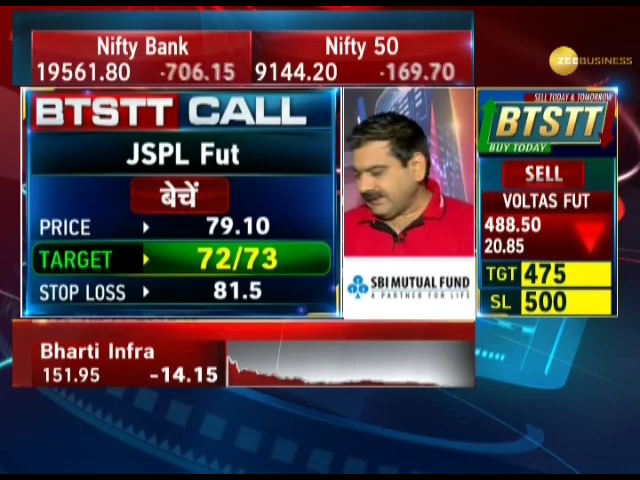 Nifty Bank
19561.80 -706.15
Nifty 50
9144.20 -169.70
ZEEBUSINESS
BTSTT CALL
JSPL Fut
बेचें
PRICE 79.10
TARGET 72/73
STOP LOSS 81.5
SBI MUTUAL FUND
A PARTNER FOR LIFE
SELL TODAY & TOMORROW
BTSTT
BUY TODAY
SELL
VOLTAS FUT
488.50
20.85
TGT 475
SL 500
Bharti Infra
151.95 -14.15